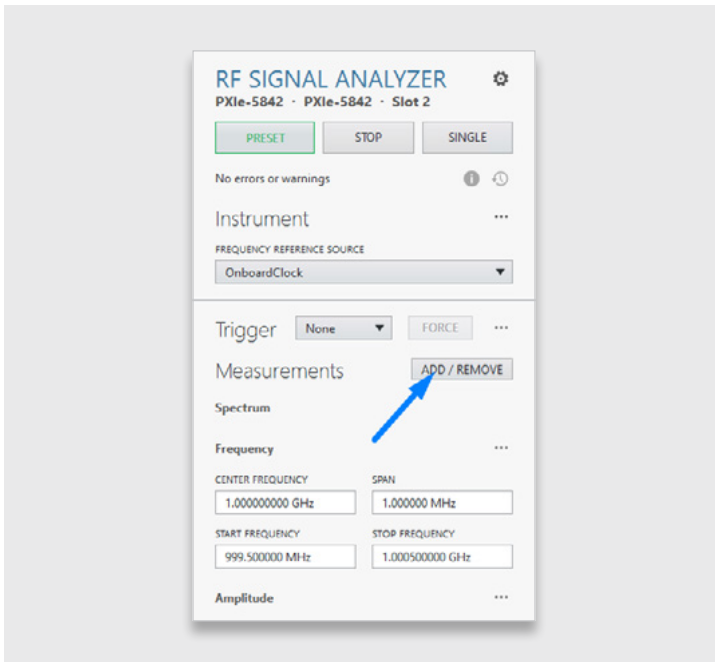 RF SIGNAL ANALYZER
PXIe-5842 · PXIe-5842 · Slot 2
PRESET STOP SINGLE
No errors or warnings
Instrument
FREQUENCY REFERENCE SOURCE
OnboardClock
Trigger None FORCE
Measurements ADD / REMOVE
Spectrum
Frequency
CENTER FREQUENCY SPAN
1.000000000 GHz 1.000000 MHz
START FREQUENCY STOP FREQUENCY
999.500000 MHz 1.000500000 GHz
Amplitude